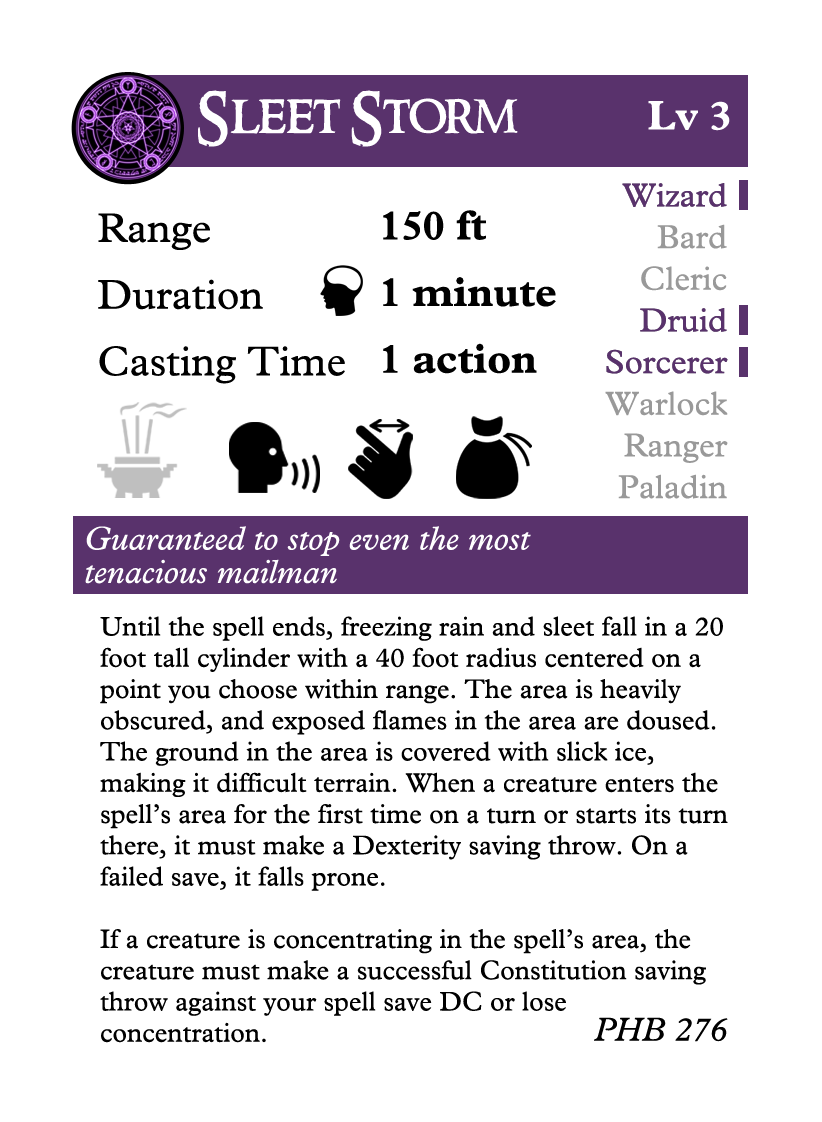 SLEET STORM
Lv 3
Range 150 ft
Duration 1 minute
Casting Time 1 action
Wizard
Bard
Cleric
Druid
Sorcerer
Warlock
Ranger
Paladin
Guaranteed to stop even the most
tenacious mailman
Until the spell ends, freezing rain and sleet fall in a 20
foot tall cylinder with a 40 foot radius centered on a
point you choose within range. The area is heavily
obscured, and exposed flames in the area are doused.
The ground in the area is covered with slick ice,
making it difficult terrain. When a creature enters the
spell’s area for the first time on a turn or starts its turn
there, it must make a Dexterity saving throw. On a
failed save, it falls prone.
If a creature is concentrating in the spell’s area, the
creature must make a successful Constitution saving
throw against your spell save DC or lose
concentration.
PHB 276